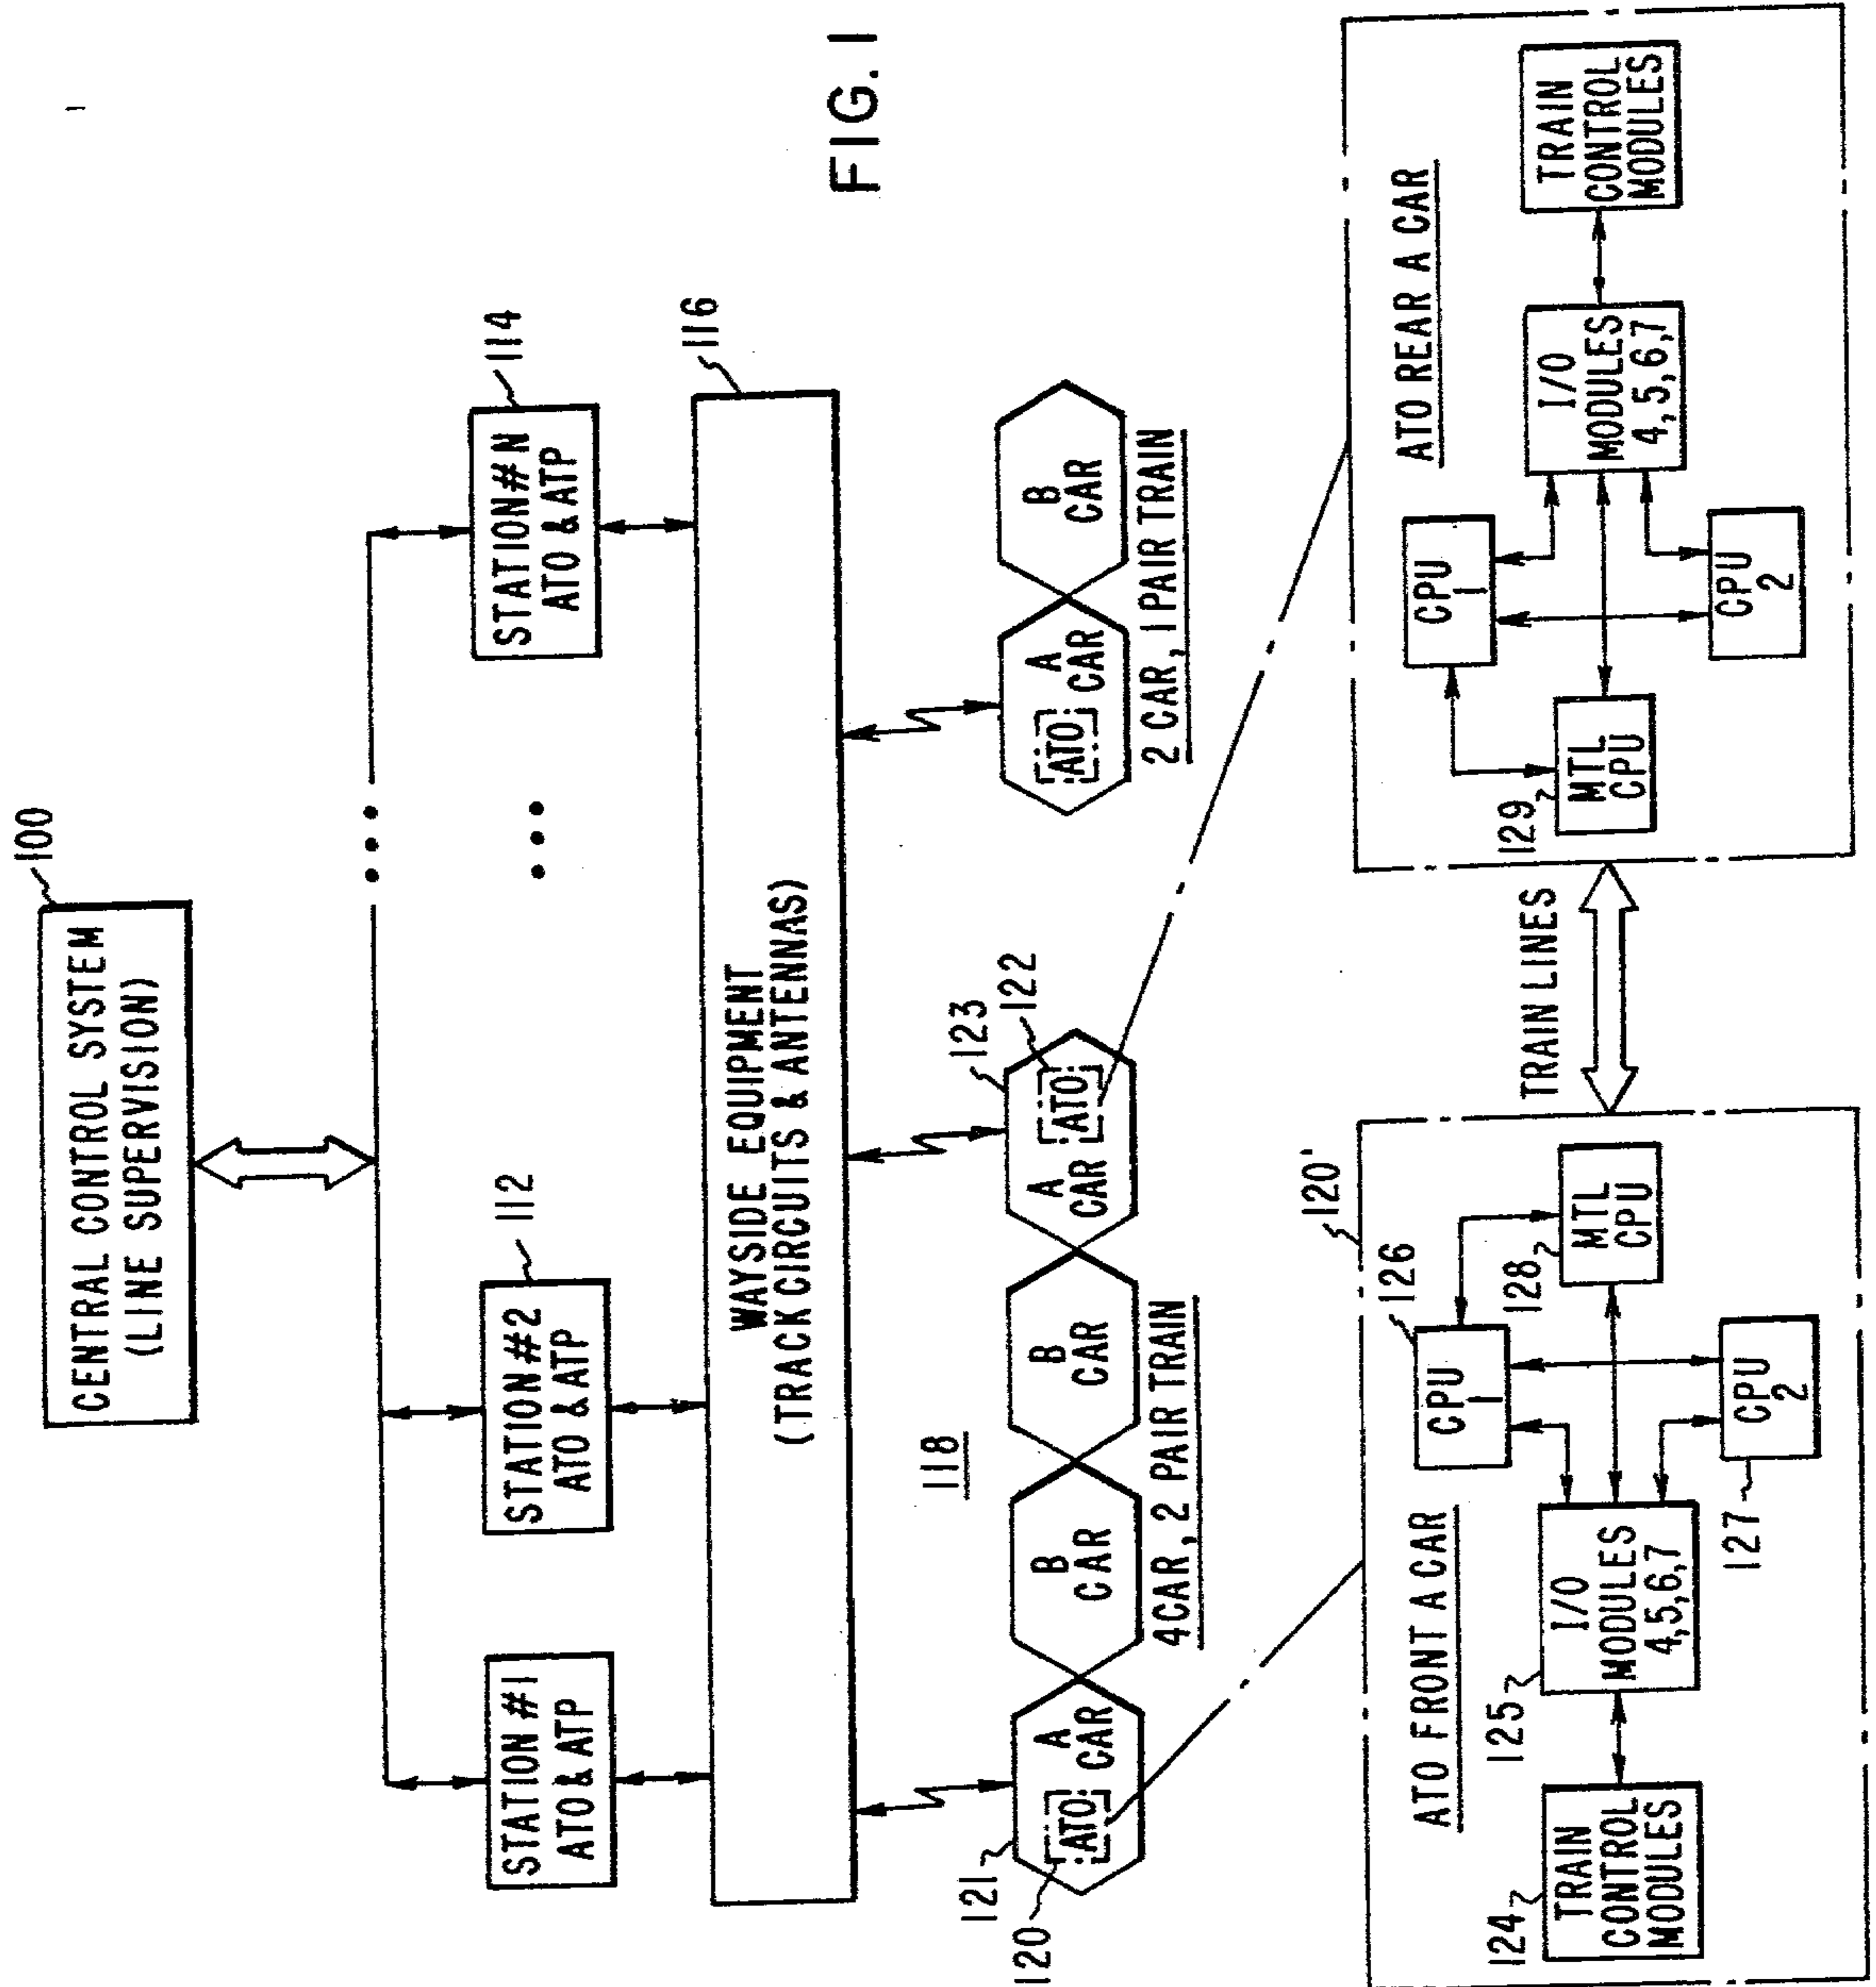 100
CENTRAL CONTROL SYSTEM
(LINE SUPERVISION)
STATION #1
ATO & ATP
STATION #2
ATO & ATP
112
STATION # N
ATO & ATP
114
WAYSIDE EQUIPMENT
(TRACK CIRCUITS & ANTENNAS)
116
118
121
120
ATO
A
CAR
B
CAR
B
CAR
A
CAR
ATO
123
122
4 CAR, 2 PAIR TRAIN
ATO
A
CAR
B
CAR
2 CAR, 1 PAIR TRAIN
FIG. 1
120'
ATO FRONT A CAR
124
TRAIN
CONTROL
MODULES
125
I/O
MODULES
4,5,6,7
126
CPU
1
127
CPU
2
128
MTL
CPU
TRAIN LINES
ATO REAR A CAR
129
MTL
CPU
CPU
1
CPU
2
I/O
MODULES
4,5,6,7
TRAIN
CONTROL
MODULES